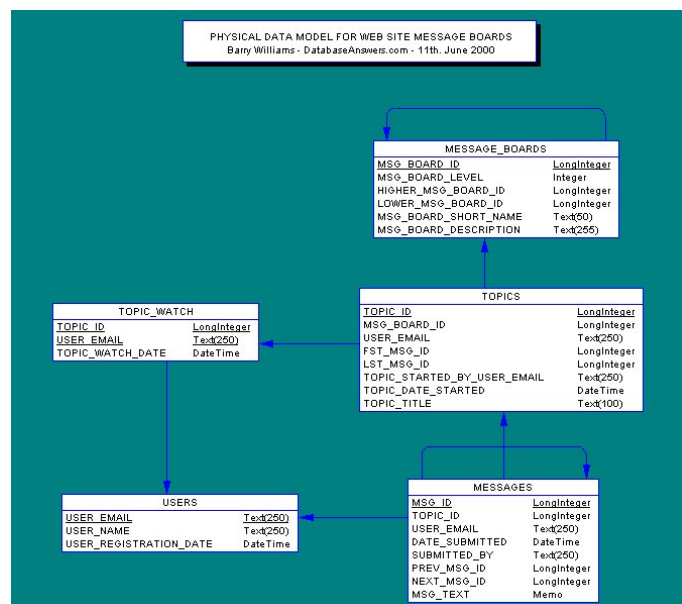 PHYSICAL DATA MODEL FOR WEB SITE MESSAGE BOARDS
Barry Williams - DatabaseAnswers.com - 11th. June 2000
MESSAGE_BOARDS
MSG_BOARD_ID LongInteger
MSG_BOARD_LEVEL Integer
HIGHER_MSG_BOARD_ID LongInteger
LOWER_MSG_BOARD_ID LongInteger
MSG_BOARD_SHORT_NAME Text(50)
MSG_BOARD_DESCRIPTION Text(255)
TOPICS
TOPIC_ID LongInteger
MSG_BOARD_ID LongInteger
USER_EMAIL Text(250)
FST_MSG_ID LongInteger
LST_MSG_ID LongInteger
TOPIC_STARTED_BY_USER_EMAIL Text(250)
TOPIC_DATE_STARTED DateTime
TOPIC_TITLE Text(100)
TOPIC_WATCH
TOPIC_ID LongInteger
USER_EMAIL Text(250)
TOPIC_WATCH_DATE DateTime
USERS
USER_EMAIL Text(250)
USER_NAME Text(250)
USER_REGISTRATION_DATE DateTime
MESSAGES
MSG_ID LongInteger
TOPIC_ID LongInteger
USER_EMAIL Text(250)
DATE_SUBMITTED DateTime
SUBMITTED_BY Text(250)
PREV_MSG_ID LongInteger
NEXT_MSG_ID LongInteger
MSG_TEXT Memo